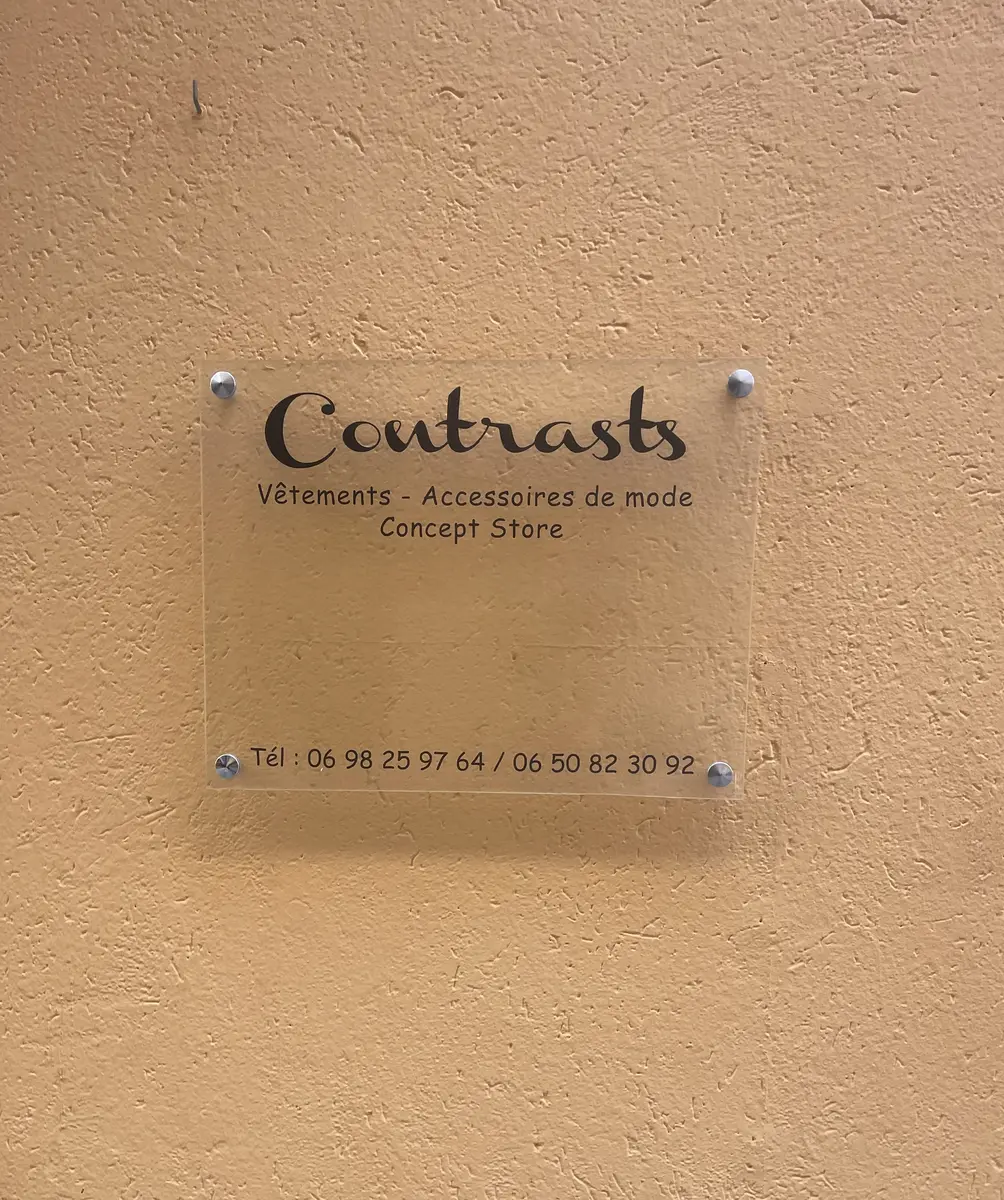 Contrasts
Vêtements - Accessoires de mode
Concept Store
Tél : 06 98 25 97 64 / 06 50 82 30 92